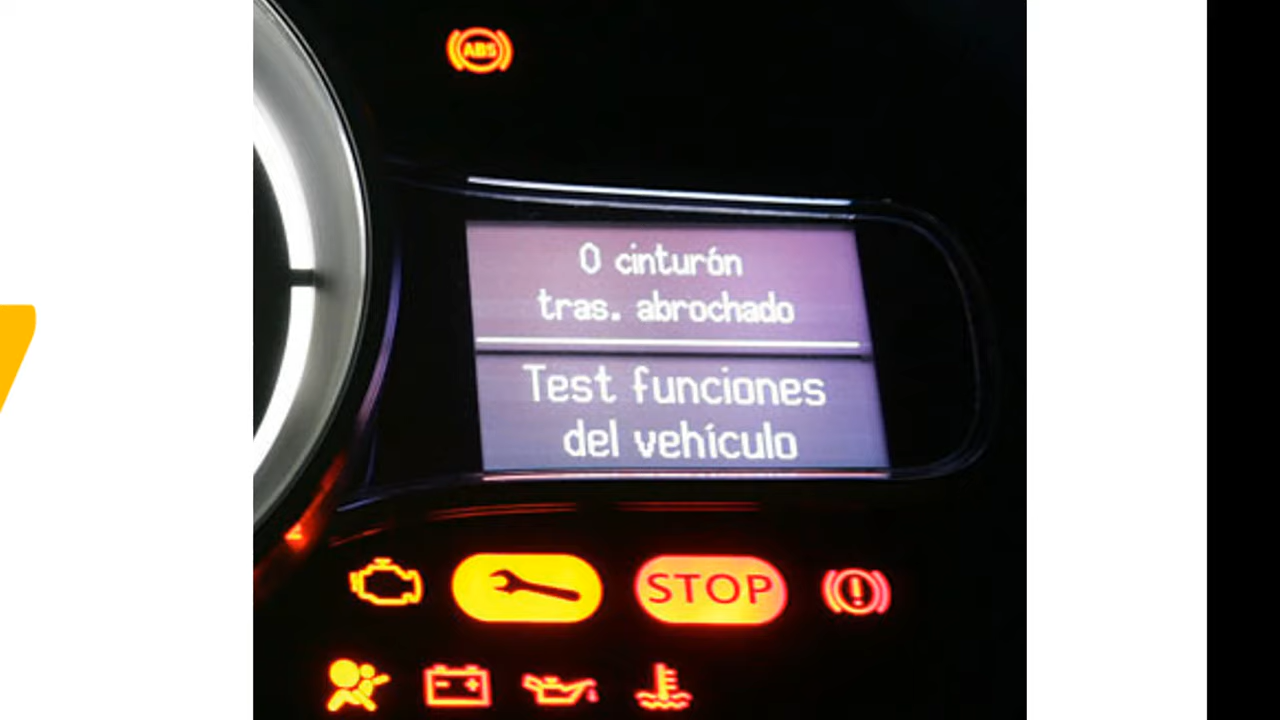 ABS
0 cinturón
tras. abrochado
Test funciones
del vehículo
STOP